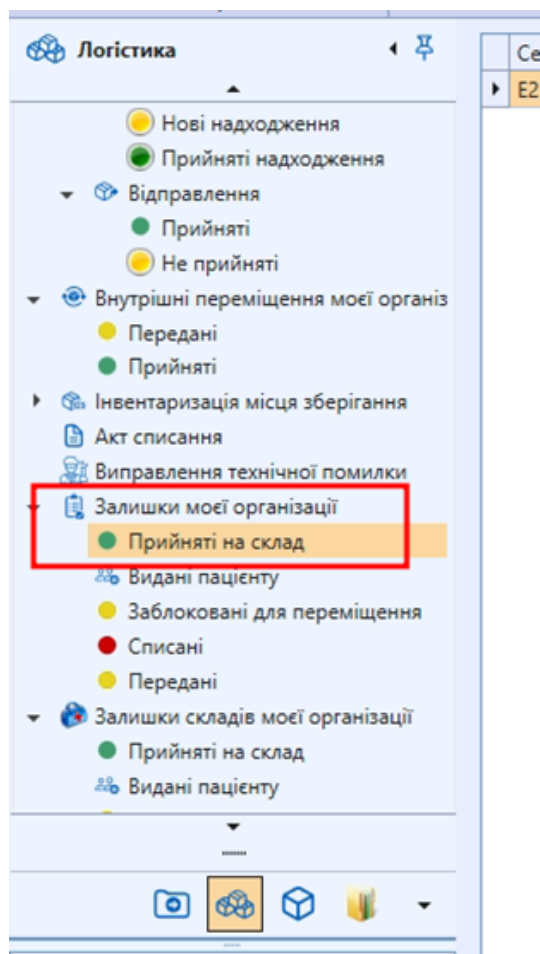 Логістика
Се
E2
Нові надходження
Прийняті надходження
Відправлення
Прийняті
Не прийняті
Внутрішні переміщення моєї організ
Передані
Прийняті
Інвентаризація місця зберігання
Акт списання
Виправлення технічної помилки
Залишки моєї організації
Прийняті на склад
Видані пацієнту
Заблоковані для переміщення
Списані
Передані
Залишки складів моєї організації
Прийняті на склад
Видані пацієнту